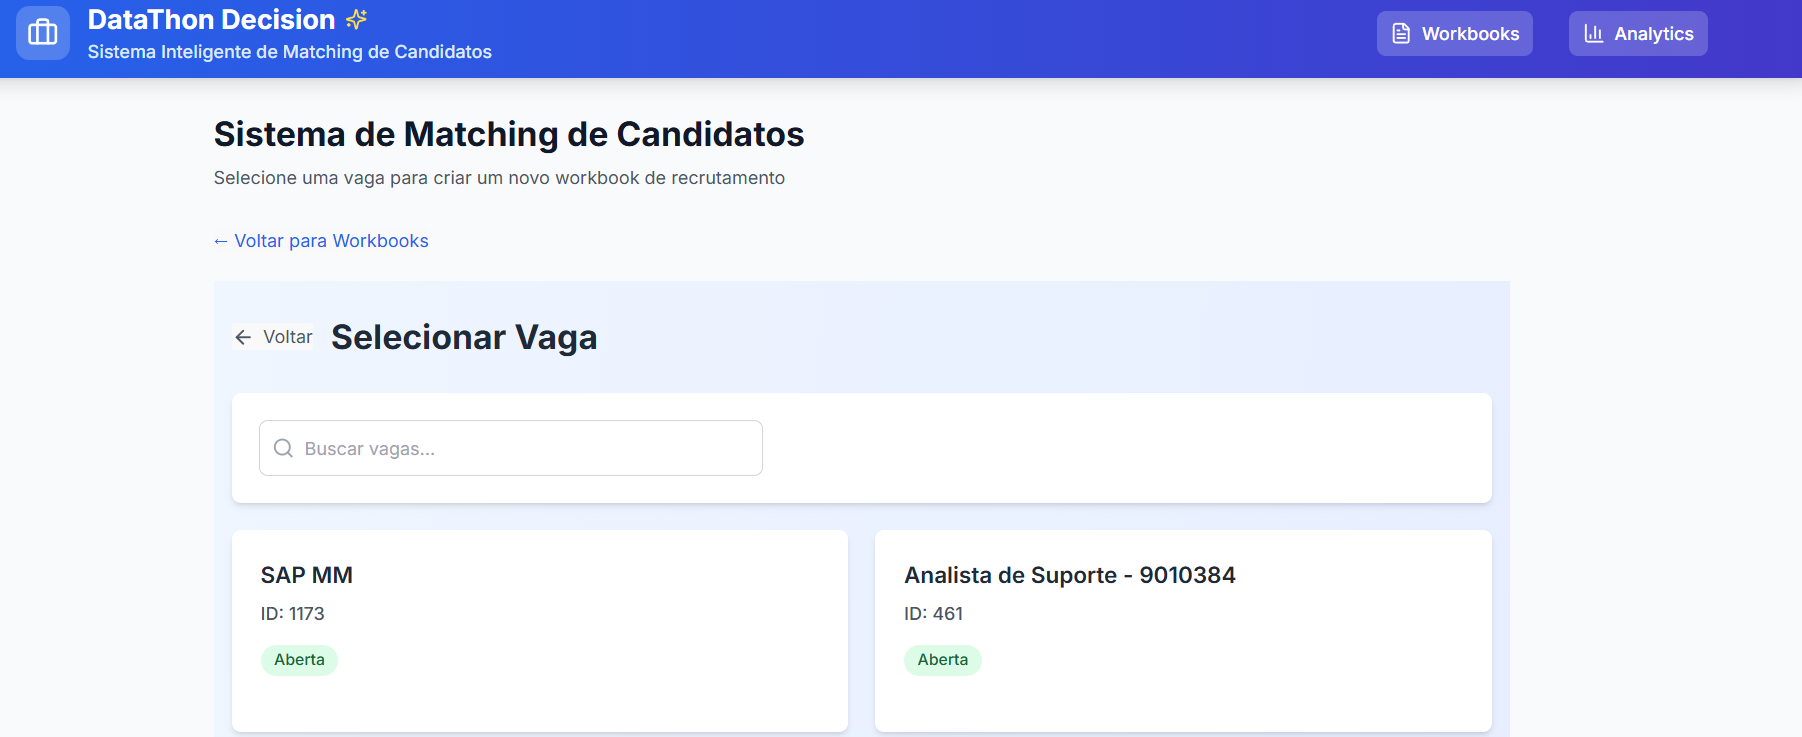 DataThon Decision
Sistema Inteligente de Matching de Candidatos
Workbooks
Analytics
Sistema de Matching de Candidatos
Selecione uma vaga para criar um novo workbook de recrutamento
← Voltar para Workbooks
← Voltar
Selecionar Vaga
Buscar vagas...
SAP MM
ID: 1173
Aberta
Analista de Suporte - 9010384
ID: 461
Aberta